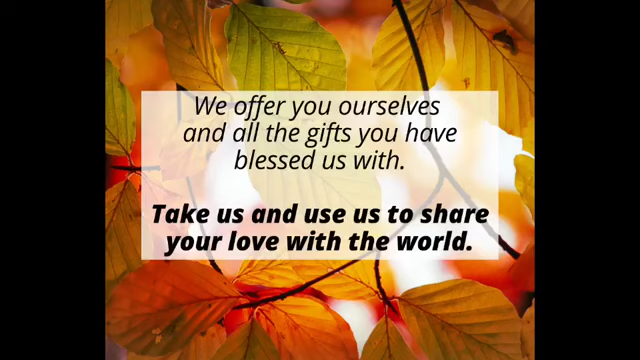 We offer you ourselves
and all the gifts you have
blessed us with.
Take us and use us to share
your love with the world.